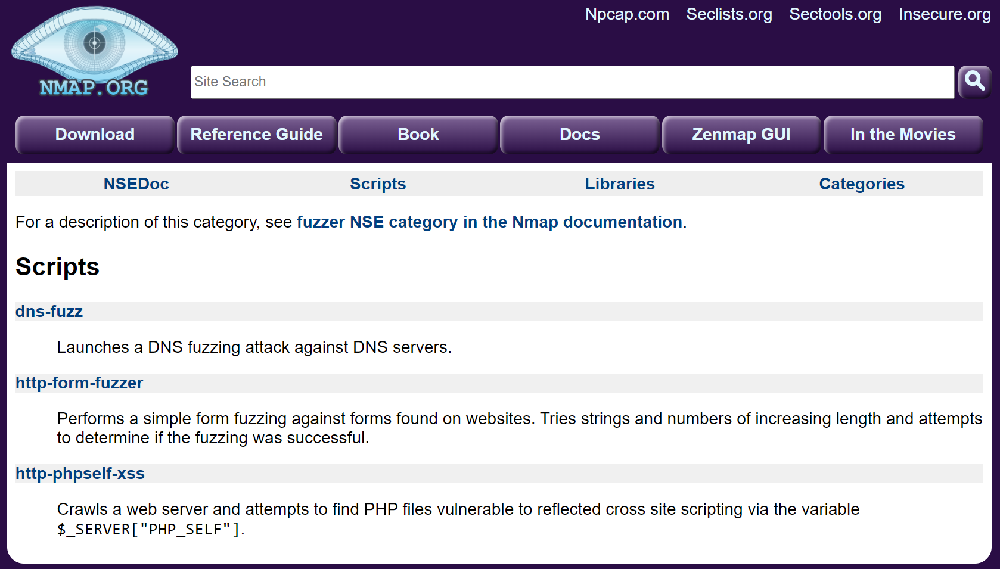 Npcap.com Seclists.org Sectools.org Insecure.org
NMAP.ORG
Site Search
Download Reference Guide Book Docs Zenmap GUI In the Movies
NSEDoc Scripts Libraries Categories
For a description of this category, see fuzzer NSE category in the Nmap documentation.
Scripts
dns-fuzz
Launches a DNS fuzzing attack against DNS servers.
http-form-fuzzer
Performs a simple form fuzzing against forms found on websites. Tries strings and numbers of increasing length and attempts
to determine if the fuzzing was successful.
http-phpself-xss
Crawls a web server and attempts to find PHP files vulnerable to reflected cross site scripting via the variable
$_SERVER["PHP_SELF"].